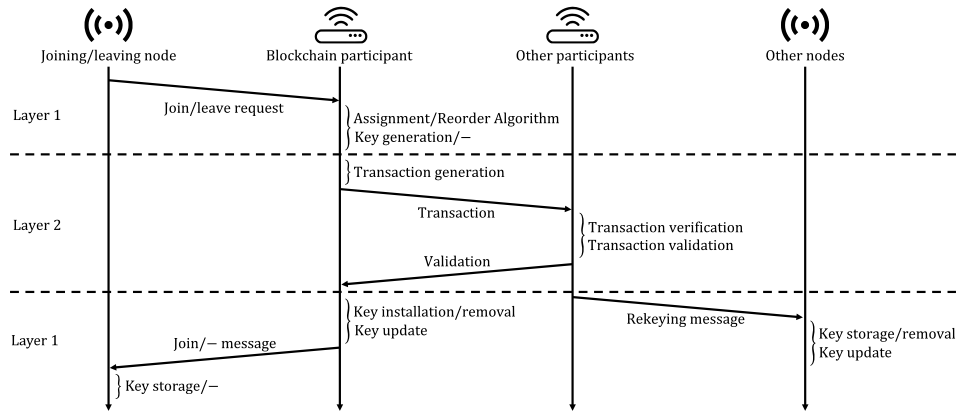 Joining/leaving node
Blockchain participant
Other participants
Other nodes
Layer 1
Join/leave request
Assignment/Reorder Algorithm
Key generation/−
Transaction generation
Layer 2
Transaction
Transaction verification
Transaction validation
Validation
Layer 1
Key installation/removal
Key update
Rekeying message
Key storage/removal
Key update
Join/− message
Key storage/−